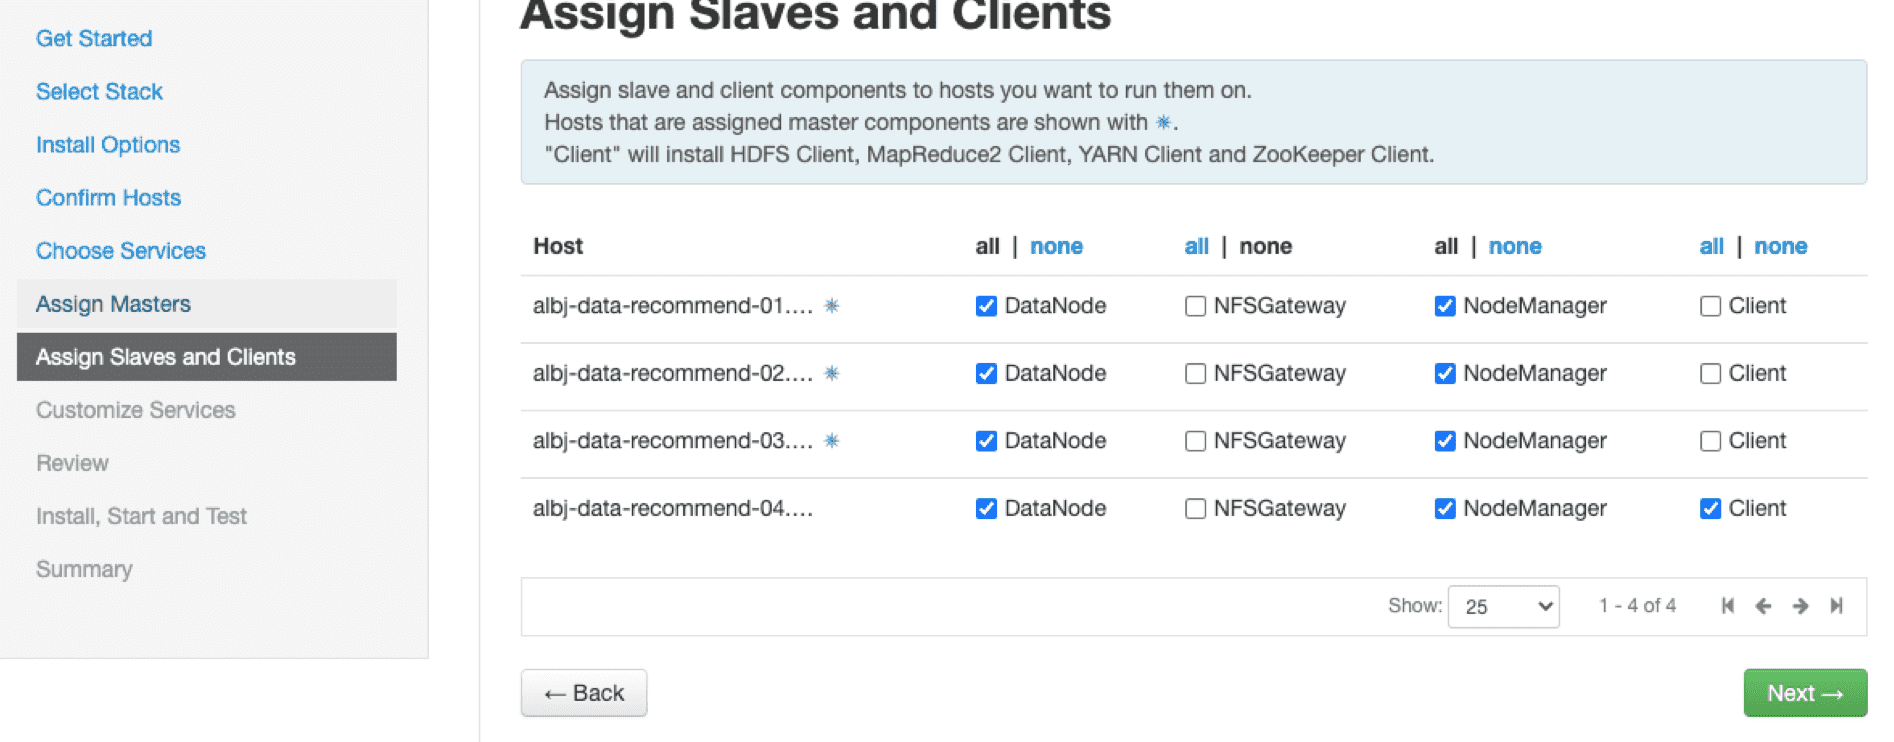 Get Started
Select Stack
Install Options
Confirm Hosts
Choose Services
Assign Masters
Assign Slaves and Clients
Customize Services
Review
Install, Start and Test
Summary
Assign Slaves and Clients
Assign slave and client components to hosts you want to run them on.
Hosts that are assigned master components are shown with ✳.
"Client" will install HDFS Client, MapReduce2 Client, YARN Client and ZooKeeper Client.
Host all | none all | none all | none all | none
albj-data-recommend-01.... ✳ DataNode NFSGateway NodeManager Client
albj-data-recommend-02.... ✳ DataNode NFSGateway NodeManager Client
albj-data-recommend-03.... ✳ DataNode NFSGateway NodeManager Client
albj-data-recommend-04.... DataNode NFSGateway NodeManager Client
Show: 25 1 - 4 of 4
← Back Next →